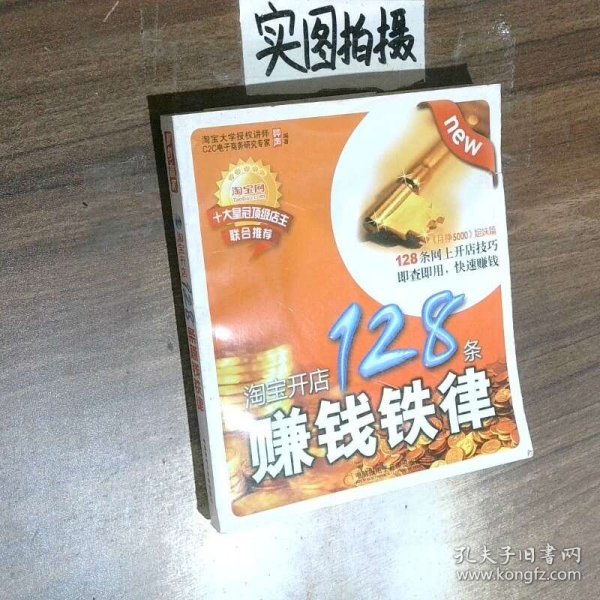 实图拍摄
淘宝大学授权讲师
C2C电子商务研究专家
编著
new
淘宝网
Taobao.com
十大皇冠顶级店主
联合推荐
《月挣5000》姐妹篇
128条网上开店技巧
即查即用，快速赚钱
淘宝开店128条
赚钱铁律
孔夫子旧书网
www.kongfz.com